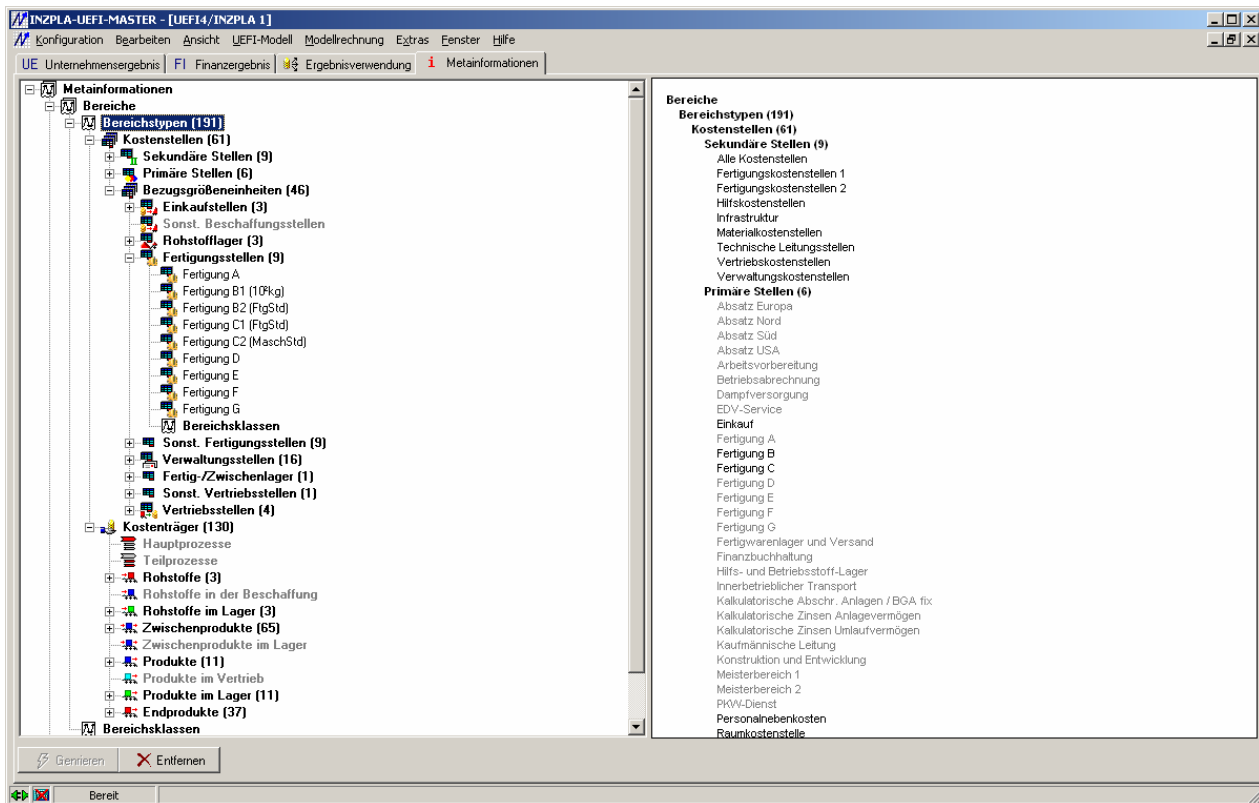 INZPLA-UEFI-MASTER - [UEFI4/INZPLA 1]
Konfiguration Bearbeiten Ansicht UEFI-Modell Modellrechnung Extras Fenster Hilfe
UE Unternehmensergebnis FI Finanzergebnis Ergebnisverwendung i Metainformationen
Metainformationen
Bereiche
Bereichstypen (191)
Kostenstellen (61)
Sekundäre Stellen (9)
Primäre Stellen (6)
Bezugsgrößeneinheiten (46)
Einkaufstellen (3)
Sonst. Beschaffungsstellen
Rohstofflager (3)
Fertigungsstellen (9)
Fertigung A
Fertigung B1 (10³kg)
Fertigung B2 (FtgStd)
Fertigung C1 (FtgStd)
Fertigung C2 (MaschStd)
Fertigung D
Fertigung E
Fertigung F
Fertigung G
Bereichsklassen
Sonst. Fertigungsstellen (9)
Verwaltungsstellen (16)
Fertig-/Zwischenlager (1)
Sonst. Vertriebsstellen (1)
Vertriebsstellen (4)
Kostenträger (130)
Hauptprozesse
Teilprozesse
Rohstoffe (3)
Rohstoffe in der Beschaffung
Rohstoffe im Lager (3)
Zwischenprodukte (65)
Zwischenprodukte im Lager
Produkte (11)
Produkte im Vertrieb
Produkte im Lager (11)
Endprodukte (37)
Bereichsklassen
Bereiche
Bereichstypen (191)
Kostenstellen (61)
Sekundäre Stellen (9)
Alle Kostenstellen
Fertigungskostenstellen 1
Fertigungskostenstellen 2
Hilfskostenstellen
Infrastruktur
Materialkostenstellen
Technische Leitungsstellen
Vertriebskostenstellen
Verwaltungskostenstellen
Primäre Stellen (6)
Absatz Europa
Absatz Nord
Absatz Süd
Absatz USA
Arbeitsvorbereitung
Betriebsabrechnung
Dampfversorgung
EDV-Service
Einkauf
Fertigung A
Fertigung B
Fertigung C
Fertigung D
Fertigung E
Fertigung F
Fertigung G
Fertigwarenlager und Versand
Finanzbuchhaltung
Hilfs- und Betriebsstoff-Lager
Innerbetrieblicher Transport
Kalkulatorische Abschr. Anlagen / BGA fix
Kalkulatorische Zinsen Anlagevermögen
Kalkulatorische Zinsen Umlaufvermögen
Kaufmännische Leitung
Konstruktion und Entwicklung
Meisterbereich 1
Meisterbereich 2
PKW-Dienst
Personalnebenkosten
Raumkostenstelle
Genrieren Entfernen
Bereit